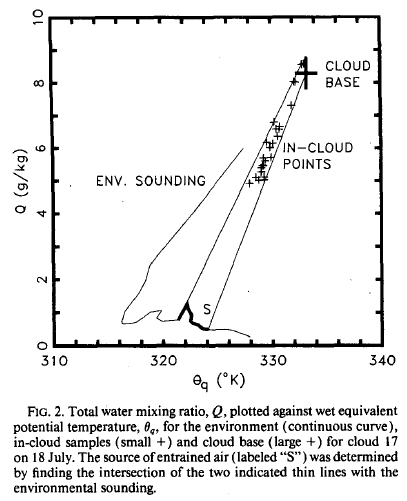 10
8
6
4
2
0
Q (g/kg)
CLOUD
BASE
IN-CLOUD
POINTS
ENV. SOUNDING
S
310 320 330 340
θq (°K)
FIG. 2. Total water mixing ratio, Q, plotted against wet equivalent
potential temperature, θq, for the environment (continuous curve),
in-cloud samples (small +) and cloud base (large +) for cloud 17
on 18 July. The source of entrained air (labeled “S”) was determined
by finding the intersection of the two indicated thin lines with the
environmental sounding.